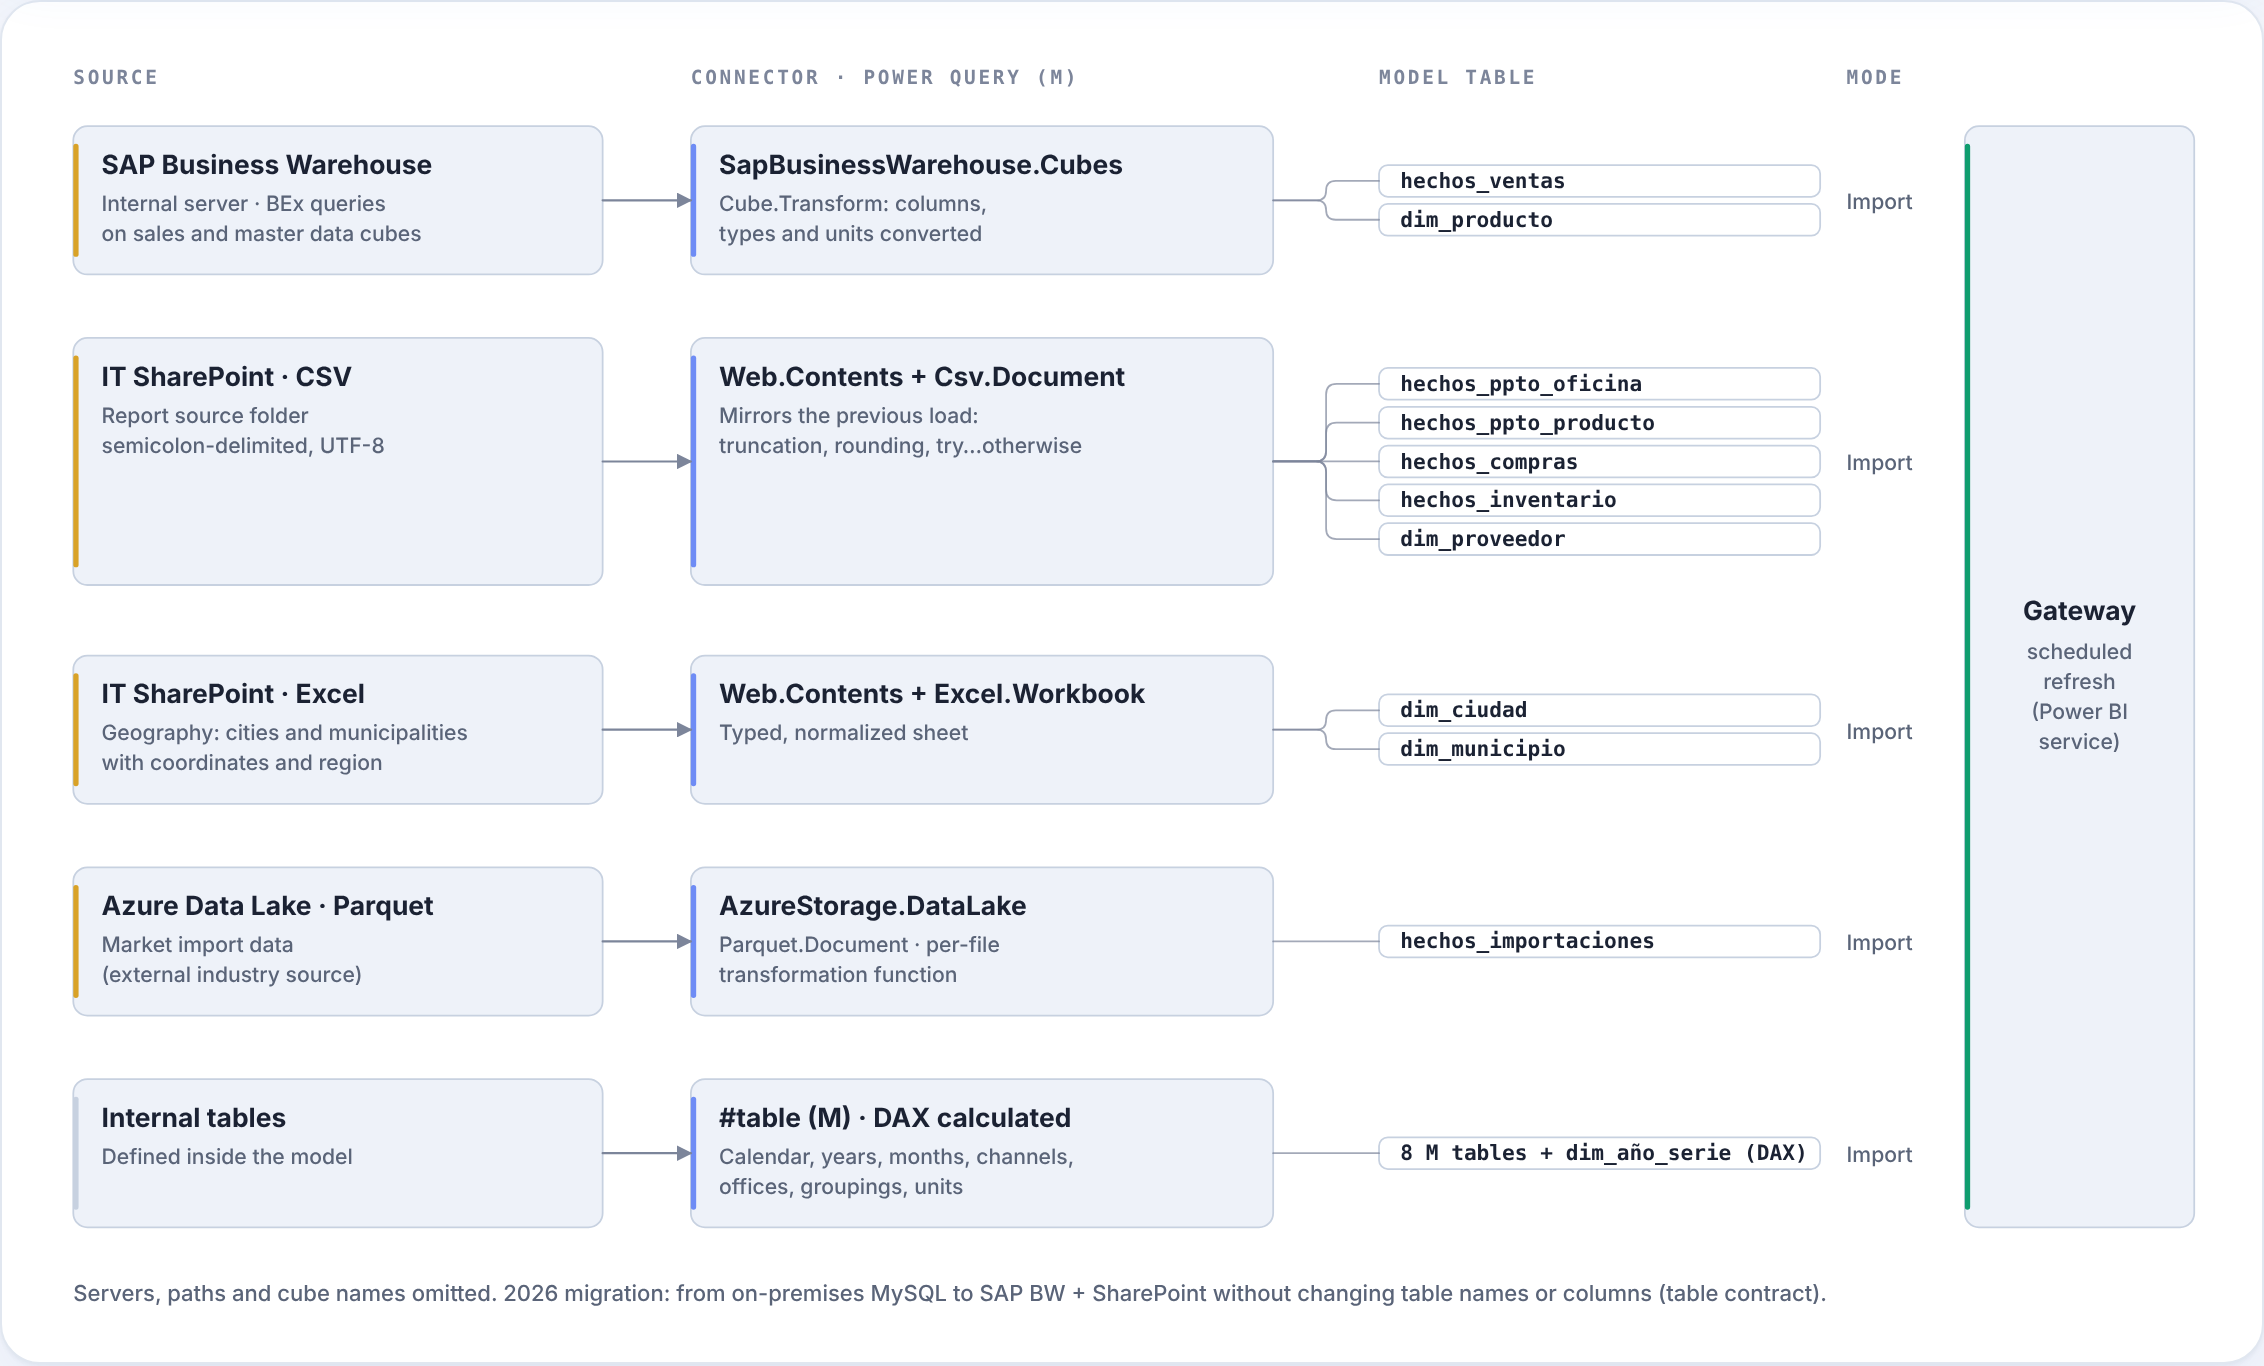 SOURCE
CONNECTOR · POWER QUERY (M)
MODEL TABLE
MODE
SAP Business Warehouse
Internal server · BEx queries
on sales and master data cubes
SapBusinessWarehouse.Cubes
Cube.Transform: columns,
types and units converted
hechos_ventas
dim_producto
Import
IT SharePoint · CSV
Report source folder
semicolon-delimited, UTF-8
Web.Contents + Csv.Document
Mirrors the previous load:
truncation, rounding, try...otherwise
hechos_ppto_oficina
hechos_ppto_producto
hechos_compras
hechos_inventario
dim_proveedor
Import
IT SharePoint · Excel
Geography: cities and municipalities
with coordinates and region
Web.Contents + Excel.Workbook
Typed, normalized sheet
dim_ciudad
dim_municipio
Import
Azure Data Lake · Parquet
Market import data
(external industry source)
AzureStorage.DataLake
Parquet.Document · per-file
transformation function
hechos_importaciones
Import
Internal tables
Defined inside the model
#table (M) · DAX calculated
Calendar, years, months, channels,
offices, groupings, units
8 M tables + dim_año_serie (DAX)
Import
Gateway
scheduled
refresh
(Power BI
service)
Servers, paths and cube names omitted. 2026 migration: from on-premises MySQL to SAP BW + SharePoint without changing table names or columns (table contract).